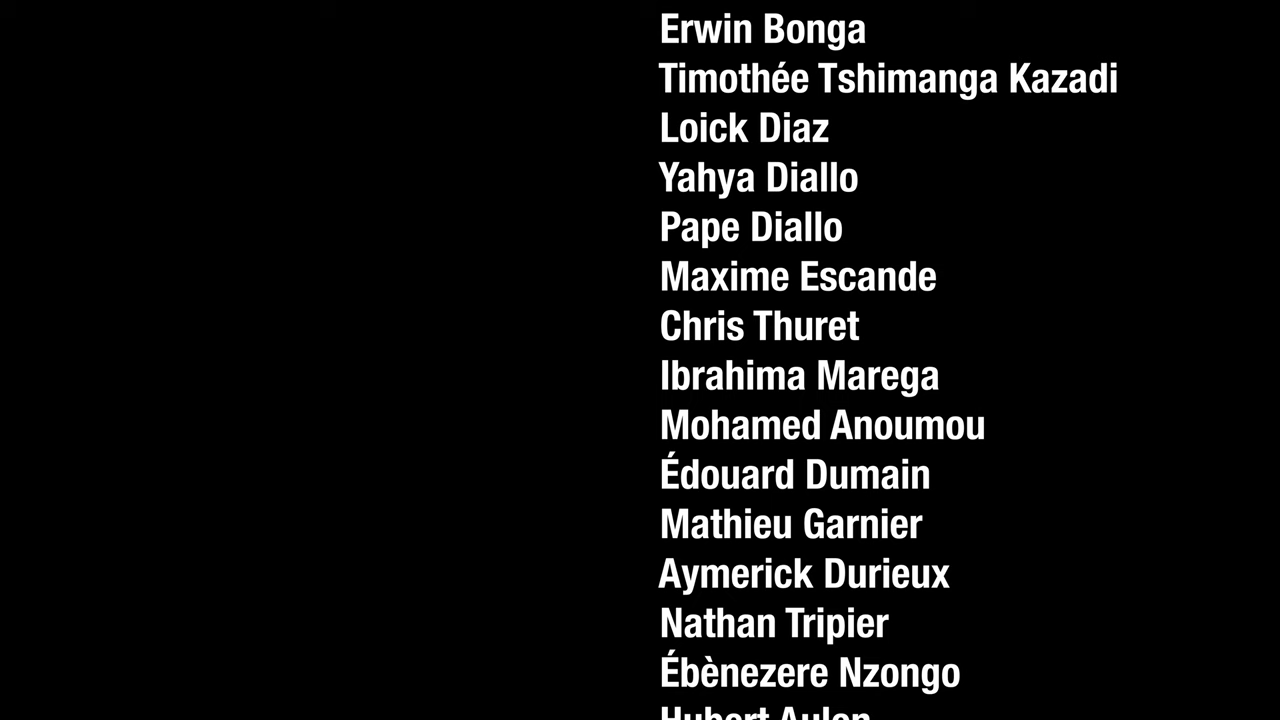 Erwin Bonga
Timothée Tshimanga Kazadi
Loick Diaz
Yahya Diallo
Pape Diallo
Maxime Escande
Chris Thuret
Ibrahima Marega
Mohamed Anoumou
Édouard Dumain
Mathieu Garnier
Aymerick Durieux
Nathan Tripier
Ébènezere Nzongo
Hubert